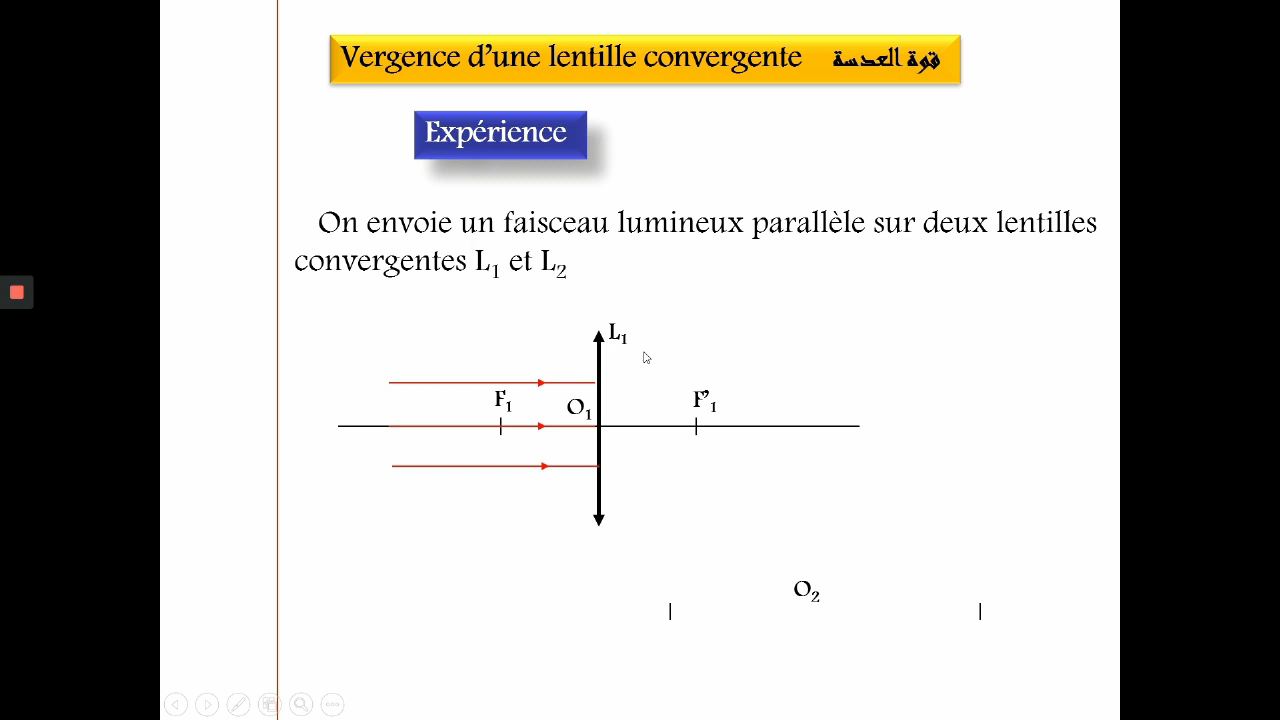 Vergence d'une lentille convergente قوة العدسة
Expérience
On envoie un faisceau lumineux parallèle sur deux lentilles
convergentes L₁ et L₂
L₁
F₁
O₁
F'₁
O₂